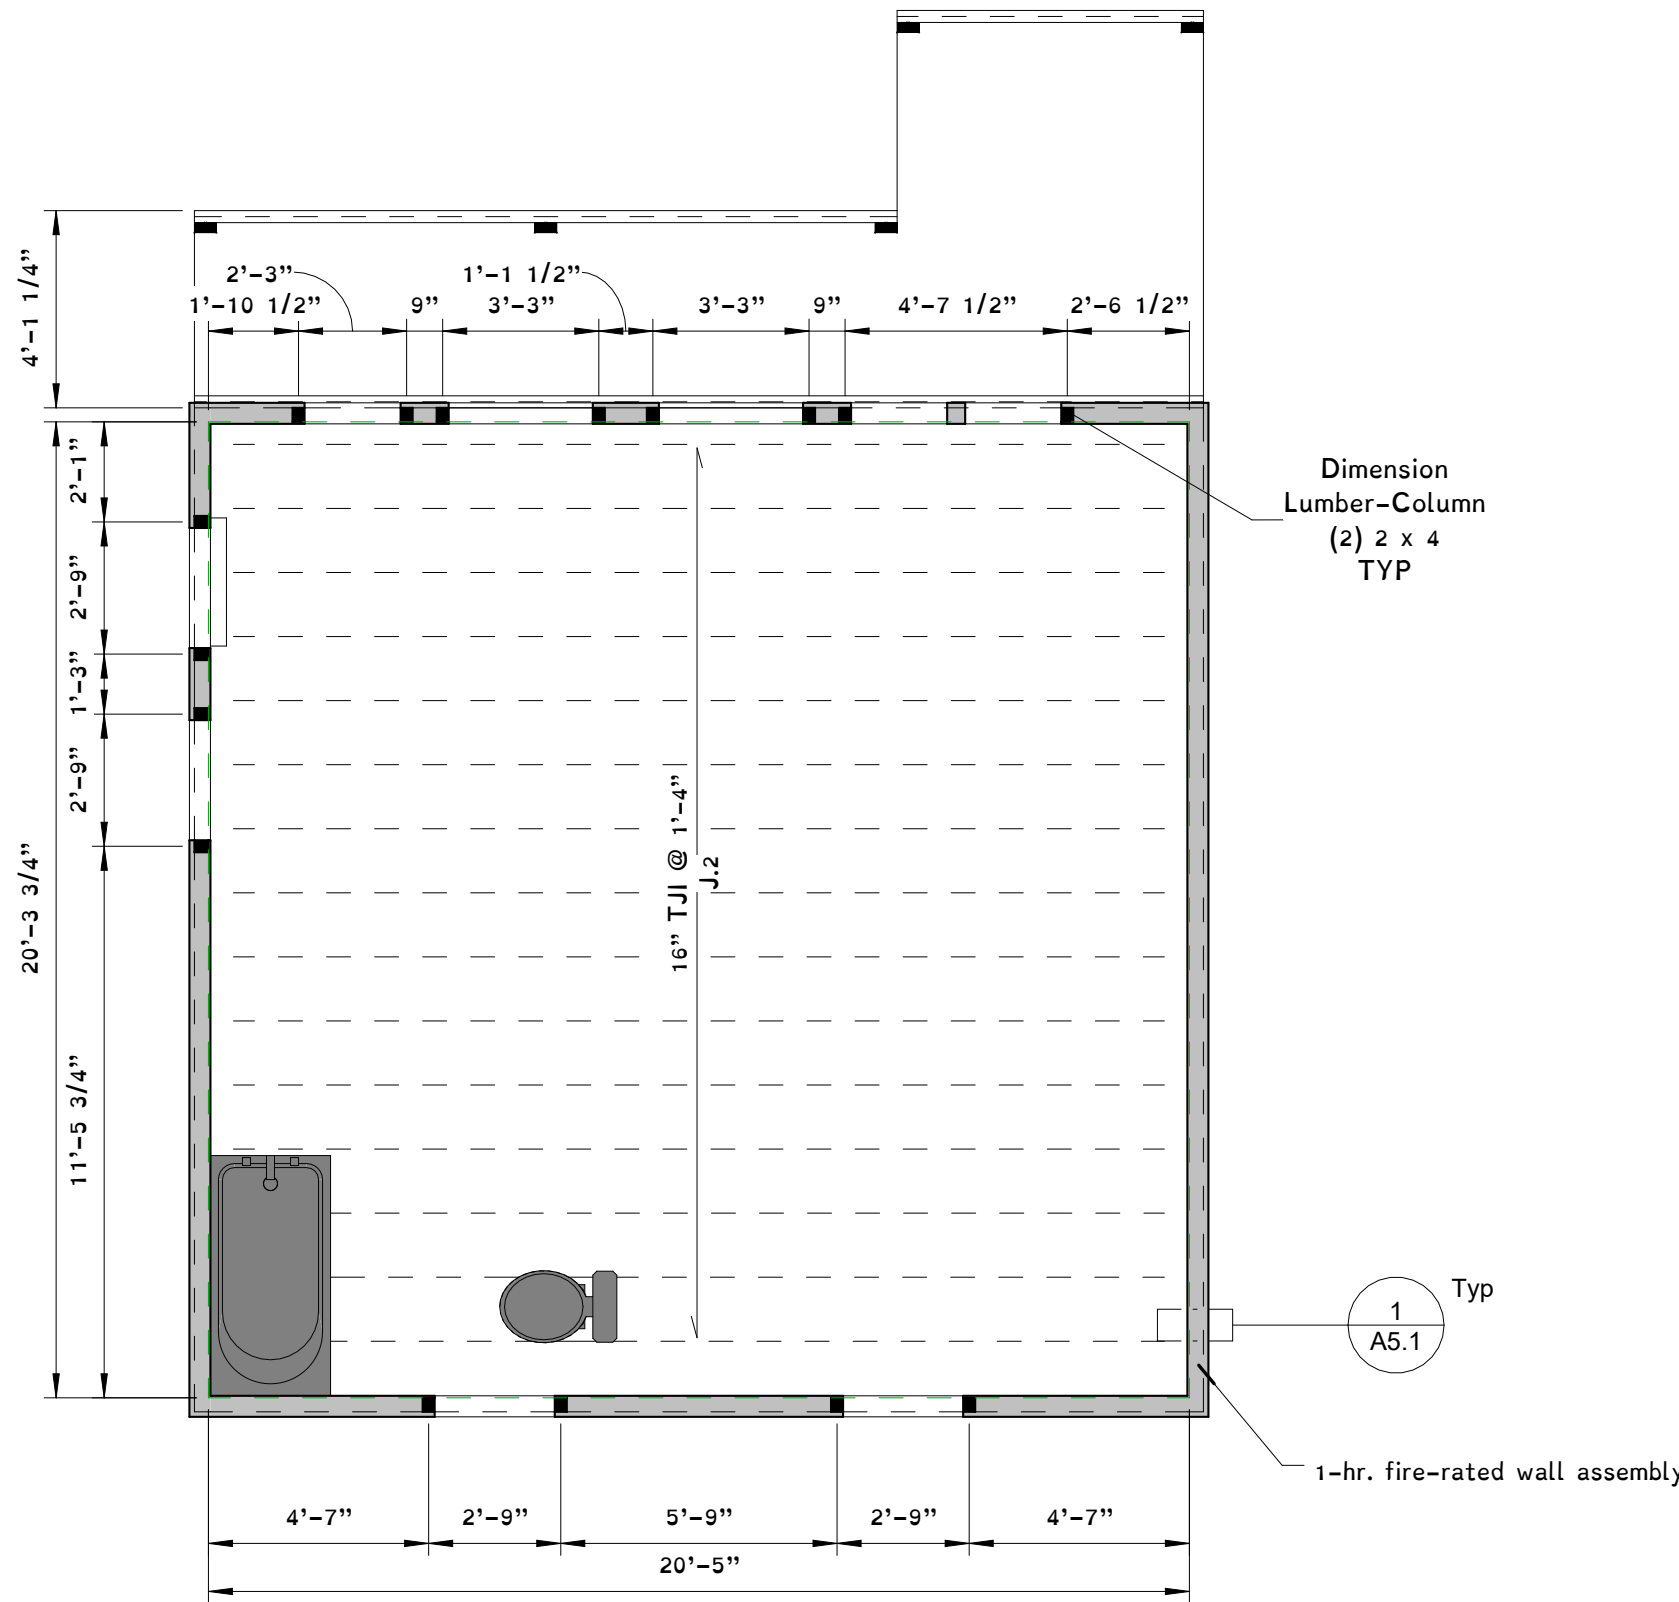 4’-1 1/4”
2’-3”
1’-1 1/2”
1’-10 1/2”
9”
3’-3”
3’-3”
9”
4’-7 1/2”
2’-6 1/2”
2’-1”
2’-9”
1’-3”
2’-9”
11’-5 3/4”
20’-3 3/4”
Dimension
Lumber-Column
(2) 2 x 4
TYP
16” TJI @ 1’-4”
J.2
Typ
1
A5.1
1-hr. fire-rated wall assembly
4’-7”
2’-9”
5’-9”
2’-9”
4’-7”
20’-5”